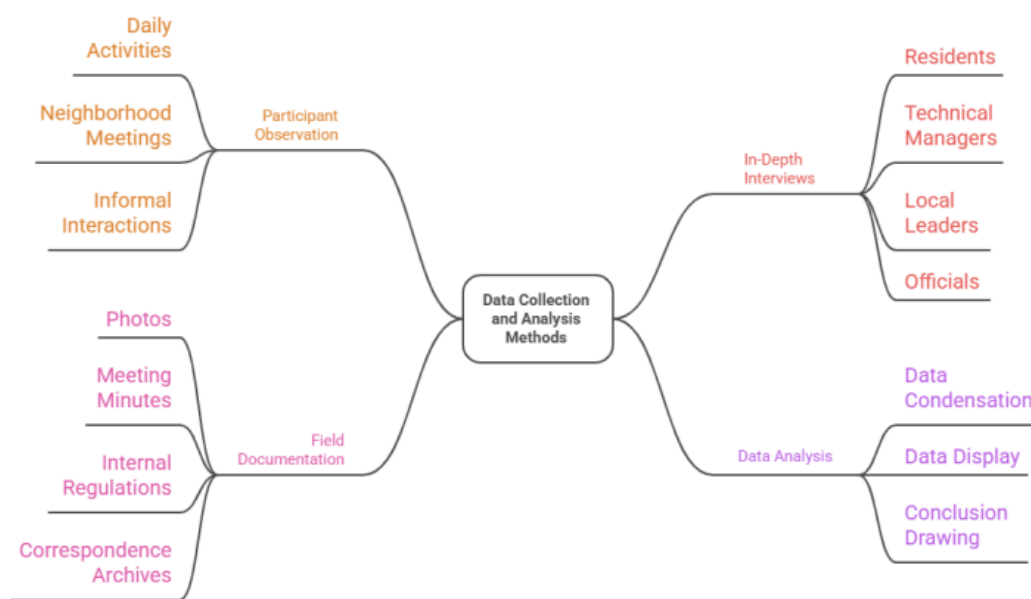 Daily
Activities
Neighborhood
Meetings
Informal
Interactions
Participant
Observation
Photos
Meeting
Minutes
Internal
Regulations
Correspondence
Archives
Field
Documentation
Data Collection
and Analysis
Methods
In-Depth
Interviews
Residents
Technical
Managers
Local
Leaders
Officials
Data Analysis
Data
Condensation
Data Display
Conclusion
Drawing